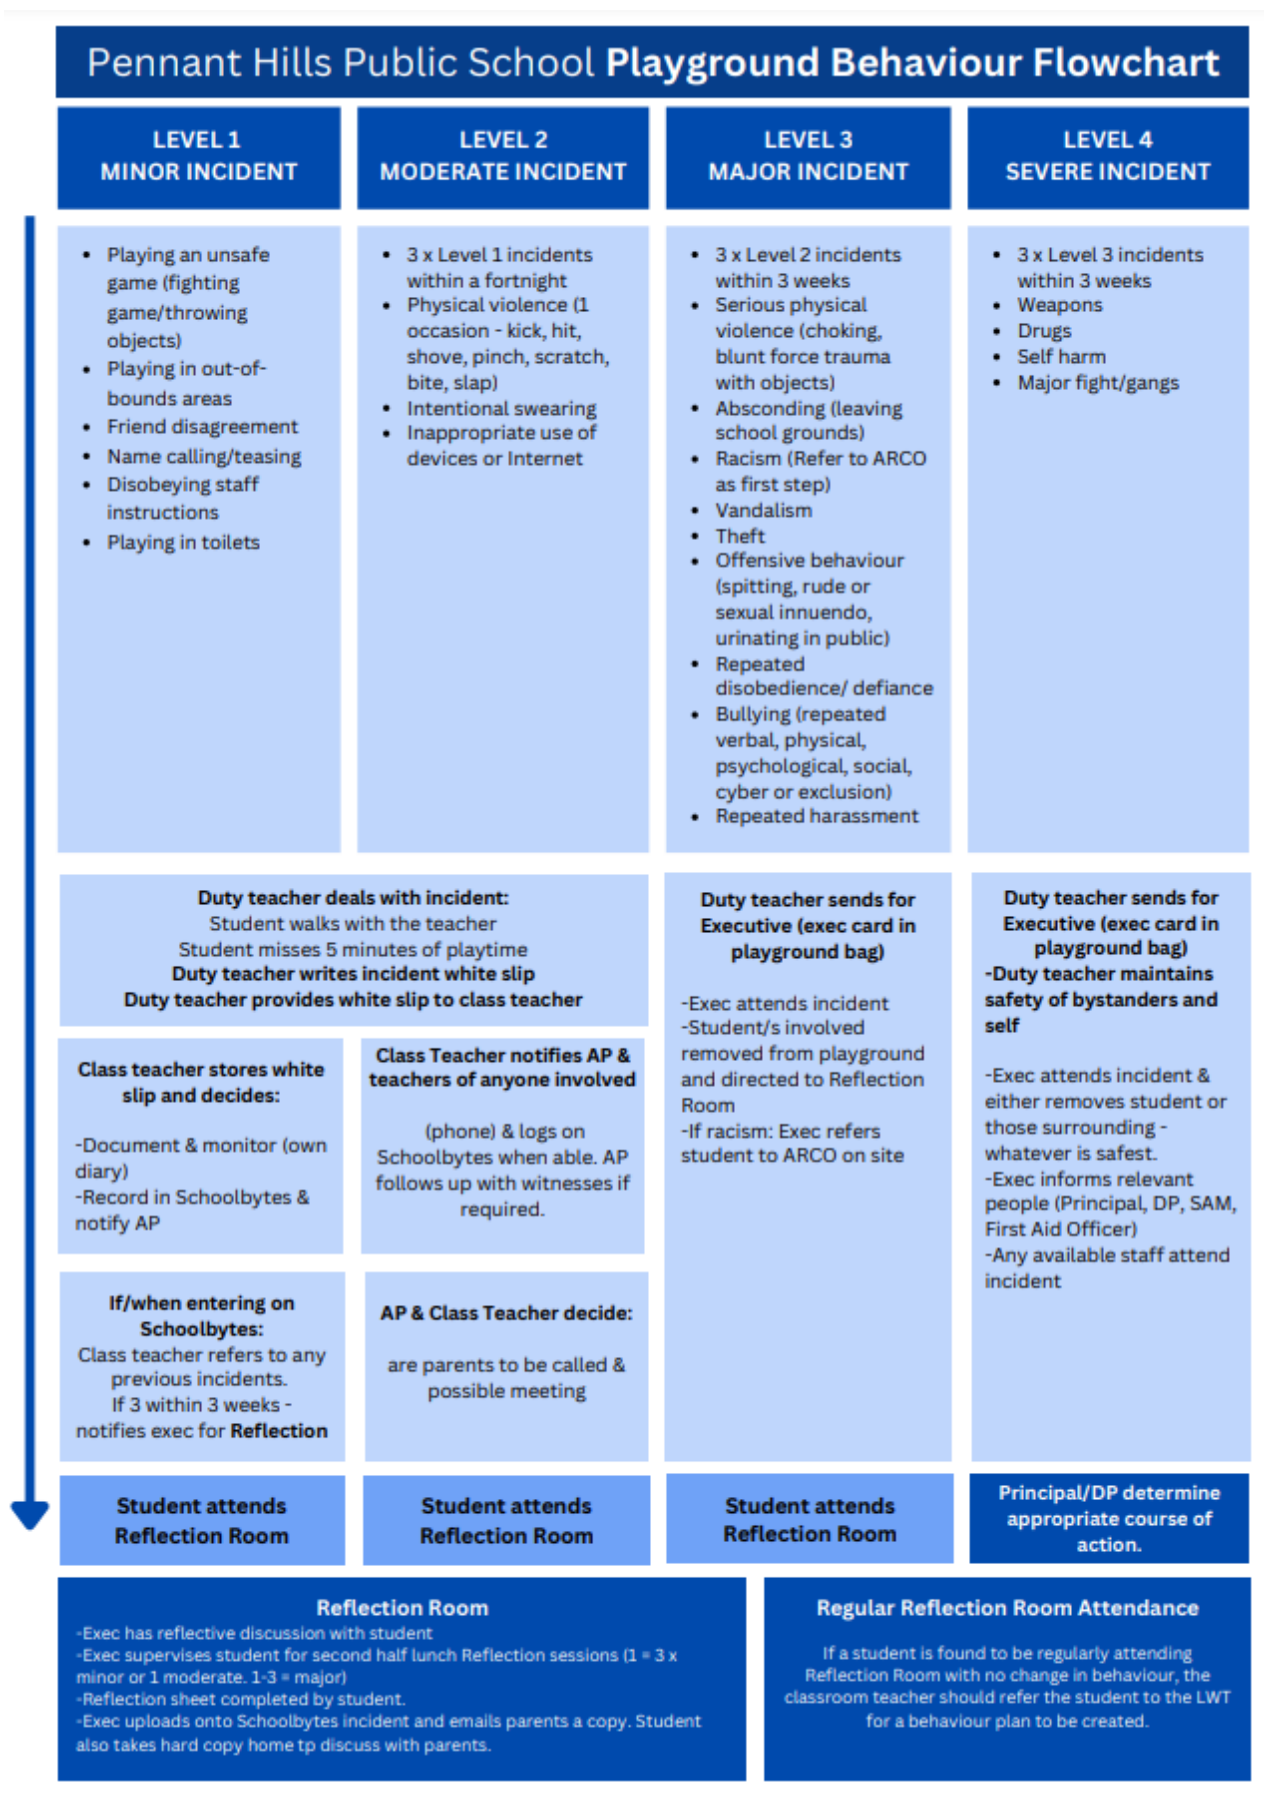 Pennant Hills Public School Playground Behaviour Flowchart
LEVEL 1
MINOR INCIDENT
LEVEL 2
MODERATE INCIDENT
LEVEL 3
MAJOR INCIDENT
LEVEL 4
SEVERE INCIDENT
• Playing an unsafe
game (fighting
game/throwing
objects)
• Playing in out-of-
bounds areas
• Friend disagreement
• Name calling/teasing
• Disobeying staff
instructions
• Playing in toilets
• 3 x Level 1 incidents
within a fortnight
• Physical violence (1
occasion - kick, hit,
shove, pinch, scratch,
bite, slap)
• Intentional swearing
• Inappropriate use of
devices or Internet
• 3 x Level 2 incidents
within 3 weeks
• Serious physical
violence (choking,
blunt force trauma
with objects)
• Absconding (leaving
school grounds)
• Racism (Refer to ARCO
as first step)
• Vandalism
• Theft
• Offensive behaviour
(spitting, rude or
sexual innuendo,
urinating in public)
• Repeated
disobedience/ defiance
• Bullying (repeated
verbal, physical,
psychological, social,
cyber or exclusion)
• Repeated harassment
• 3 x Level 3 incidents
within 3 weeks
• Weapons
• Drugs
• Self harm
• Major fight/gangs
Duty teacher deals with incident:
Student walks with the teacher
Student misses 5 minutes of playtime
Duty teacher writes incident white slip
Duty teacher provides white slip to class teacher
Class teacher stores white
slip and decides:
-Document & monitor (own
diary)
-Record in Schoolbytes &
notify AP
Class Teacher notifies AP &
teachers of anyone involved
(phone) & logs on
Schoolbytes when able. AP
follows up with witnesses if
required.
If/when entering on
Schoolbytes:
Class teacher refers to any
previous incidents.
If 3 within 3 weeks -
notifies exec for Reflection
AP & Class Teacher decide:
are parents to be called &
possible meeting
Duty teacher sends for
Executive (exec card in
playground bag)
-Exec attends incident
-Student/s involved
removed from playground
and directed to Reflection
Room
-If racism: Exec refers
student to ARCO on site
Duty teacher sends for
Executive (exec card in
playground bag)
-Duty teacher maintains
safety of bystanders and
self
-Exec attends incident &
either removes student or
those surrounding -
whatever is safest.
-Exec informs relevant
people (Principal, DP, SAM,
First Aid Officer)
-Any available staff attend
incident
Student attends
Reflection Room
Student attends
Reflection Room
Student attends
Reflection Room
Principal/DP determine
appropriate course of
action.
Reflection Room
-Exec has reflective discussion with student
-Exec supervises student for second half lunch Reflection sessions (1 = 3 x
minor or 1 moderate. 1-3 = major)
-Reflection sheet completed by student.
-Exec uploads onto Schoolbytes incident and emails parents a copy. Student
also takes hard copy home tp discuss with parents.
Regular Reflection Room Attendance
If a student is found to be regularly attending
Reflection Room with no change in behaviour, the
classroom teacher should refer the student to the LWT
for a behaviour plan to be created.